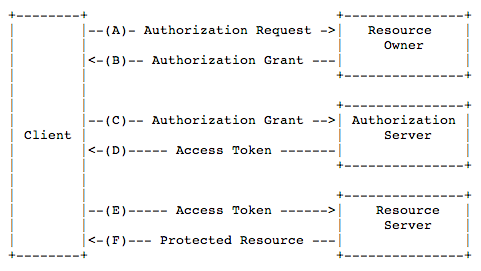 +--------+                               +---------------+
|        |--(A)- Authorization Request ->|   Resource    |
|        |                               |     Owner     |
|        |<-(B)-- Authorization Grant ---|               |
|        |                               +---------------+
|        |
|        |                               +---------------+
|        |--(C)-- Authorization Grant -->| Authorization |
| Client |                               |     Server    |
|        |<-(D)----- Access Token -------|               |
|        |                               +---------------+
|        |
|        |                               +---------------+
|        |--(E)----- Access Token ------>|    Resource   |
|        |                               |     Server    |
|        |<-(F)--- Protected Resource ---|               |
+--------+                               +---------------+